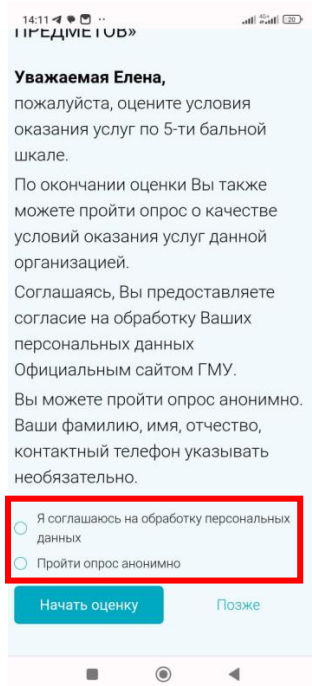 14:11
20
ПРЕДМЕТОВ»
Уважаемая Елена,
пожалуйста, оцените условия
оказания услуг по 5-ти бальной
шкале.
По окончании оценки Вы также
можете пройти опрос о качестве
условий оказания услуг данной
организацией.
Соглашаясь, Вы предоставляете
согласие на обработку Ваших
персональных данных
Официальным сайтом ГМУ.
Вы можете пройти опрос анонимно.
Ваши фамилию, имя, отчество,
контактный телефон указывать
необязательно.
Я соглашаюсь на обработку персональных
данных
Пройти опрос анонимно
Начать оценку Позже